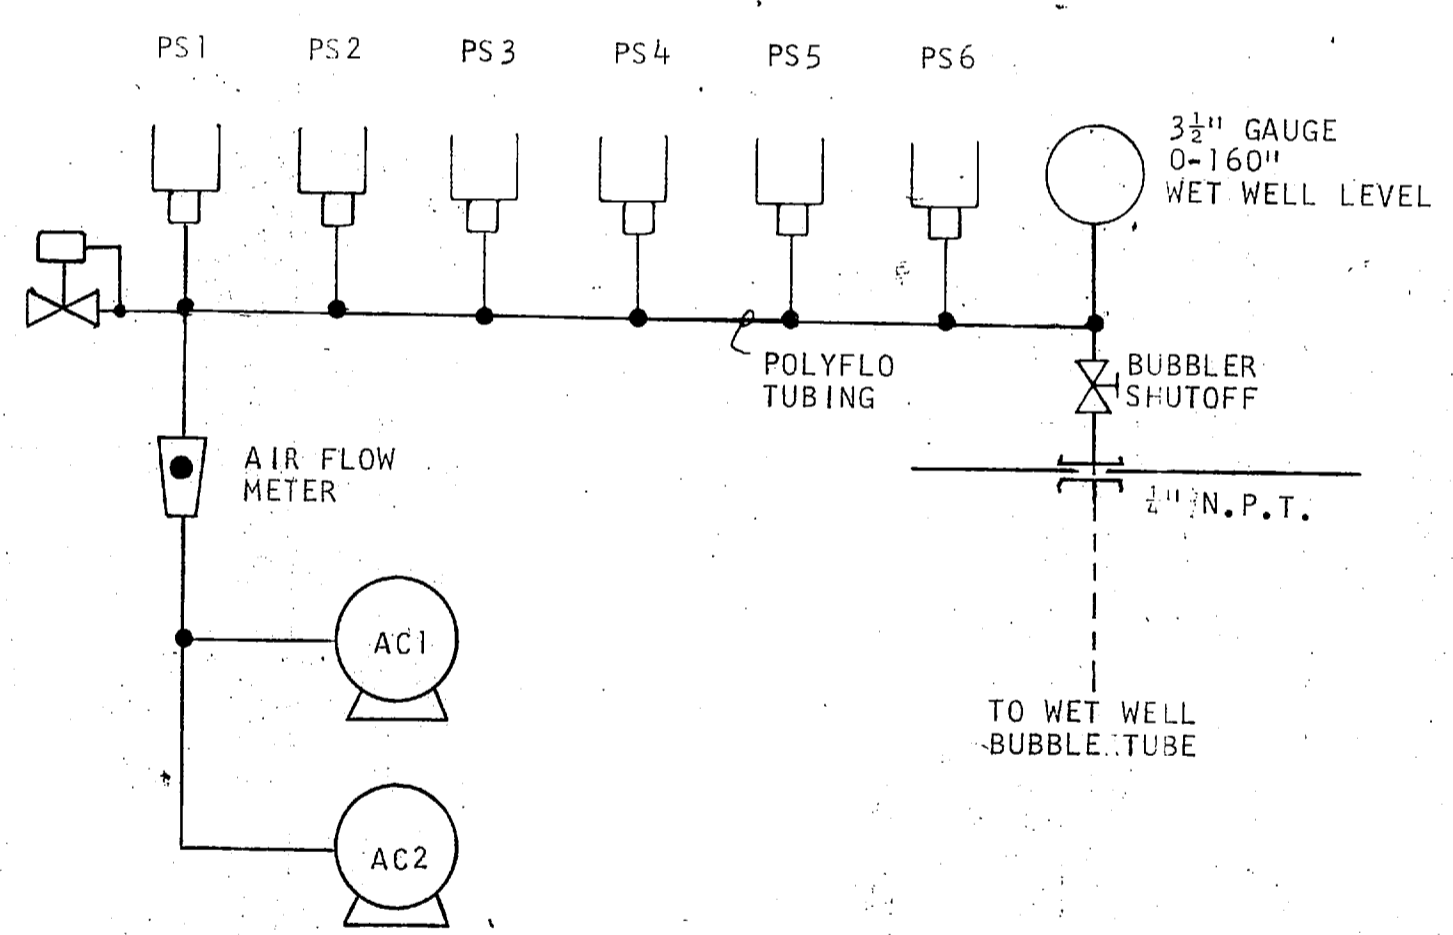 PS1 PS2 PS3 PS4 PS5 PS6
3½" GAUGE
0-160"
WET WELL LEVEL
POLYFLO
TUBING
BUBBLER
SHUTOFF
AIR FLOW
METER
¼" N.P.T.
AC1
TO WET WELL
BUBBLE TUBE
AC2